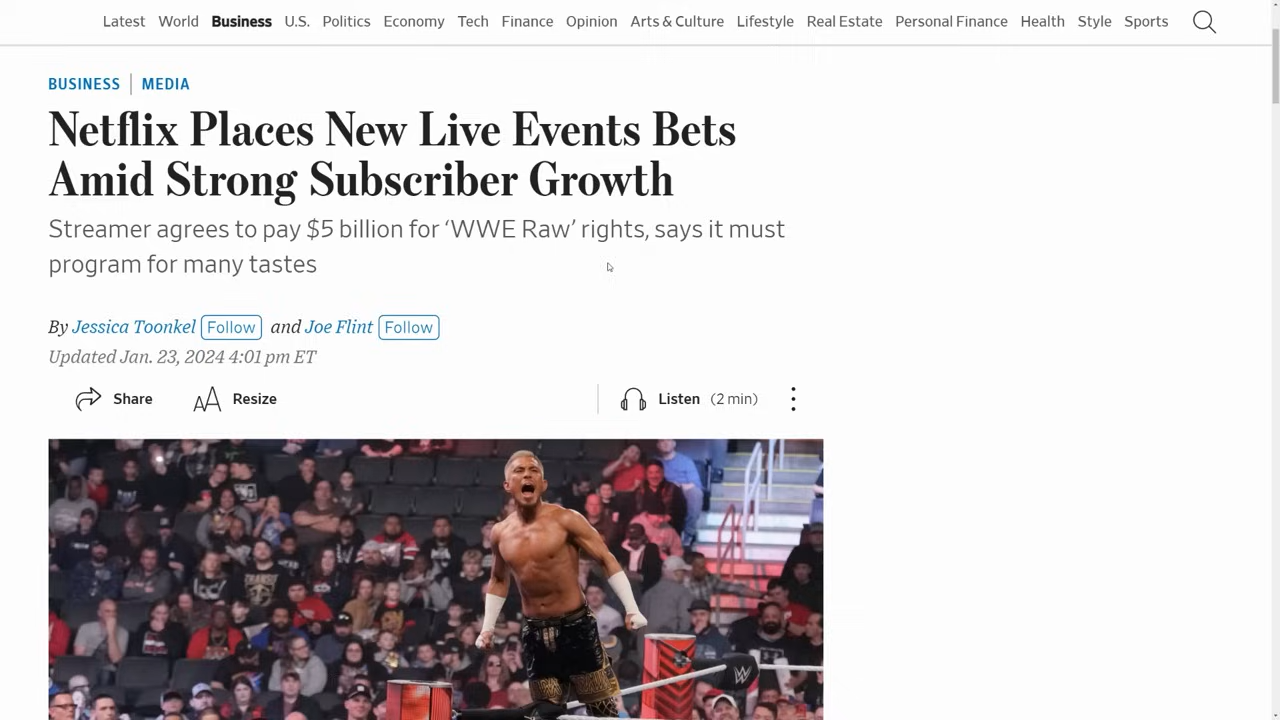 Latest World Business U.S. Politics Economy Tech Finance Opinion Arts & Culture Lifestyle Real Estate Personal Finance Health Style Sports
BUSINESS | MEDIA
Netflix Places New Live Events Bets
Amid Strong Subscriber Growth
Streamer agrees to pay $5 billion for ‘WWE Raw’ rights, says it must
program for many tastes
By Jessica Toonkel Follow and Joe Flint Follow
Updated Jan. 23, 2024 4:01 pm ET
Share Resize Listen (2 min)